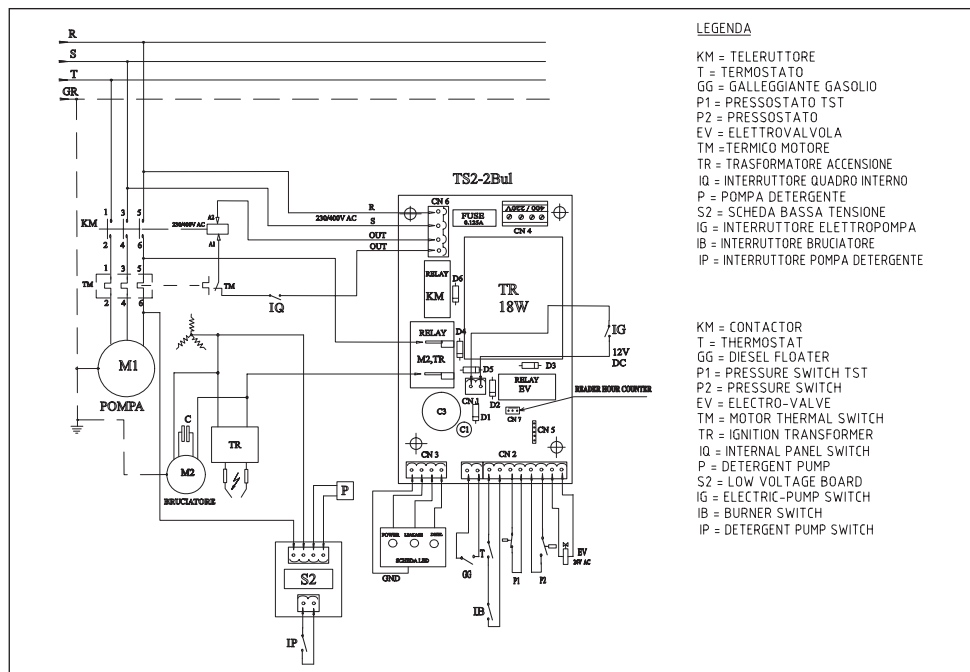 R
S
T
GR
KM
1 3 5
2 4 6
230/400V AC
A2
A1
TM
1 3 5
2 4 6
TM
IQ
M1
POMPA
C
M2
BRUCIATORE
TR
P
S2
IP
TS2-2Bul
R
230/400V AC
S
OUT
OUT
CN 6
FUSE
0.125A
400 / 230V
CN 4
RELAY
KM
D6
TR
18W
RELAY
M2,TR
D4
D5
D3
CN 1
D2
D1
RELAY
EV
C3
C1
CN 7
CN 5
READER HOUR COUNTER
IG
12V
DC
CN 3
CN 2
POWER
SCHEDA LED
GND
GG
T
IB
P1
P2
EV
24V AC
LEGENDA
KM = TELERUTTORE
T = TERMOSTATO
GG = GALLEGGIANTE GASOLIO
P1 = PRESSOSTATO TST
P2 = PRESSOSTATO
EV = ELETTROVALVOLA
TM =TERMICO MOTORE
TR = TRASFORMATORE ACCENSIONE
IQ = INTERRUTTORE QUADRO INTERNO
P = POMPA DETERGENTE
S2 = SCHEDA BASSA TENSIONE
IG = INTERRUTTORE ELETTROPOMPA
IB = INTERRUTTORE BRUCIATORE
IP = INTERRUTTORE POMPA DETERGENTE
KM = CONTACTOR
T = THERMOSTAT
GG = DIESEL FLOATER
P1 = PRESSURE SWITCH TST
P2 = PRESSURE SWITCH
EV = ELECTRO-VALVE
TM = MOTOR THERMAL SWITCH
TR = IGNITION TRANSFORMER
IQ = INTERNAL PANEL SWITCH
P = DETERGENT PUMP
S2 = LOW VOLTAGE BOARD
IG = ELECTRIC-PUMP SWITCH
IB = BURNER SWITCH
IP = DETERGENT PUMP SWITCH